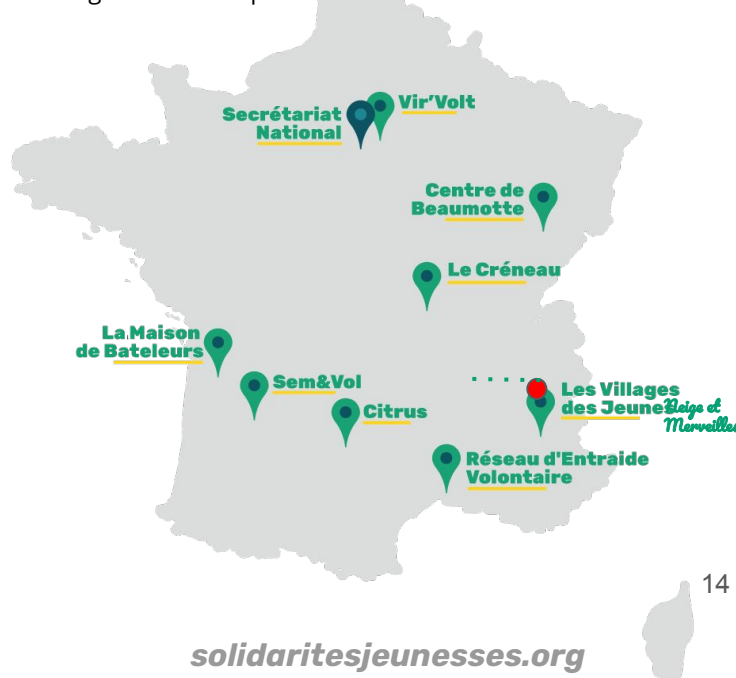 Vir'Volt
Secrétariat
National
Centre de
Beaumotte
Le Créneau
La Maison
de Bateleurs
Sem&Vol
Citrus
Les Villages
des Jeunes
Neige et
Merveilles
Réseau d'Entraide
Volontaire
14
solidaritesjeunesses.org